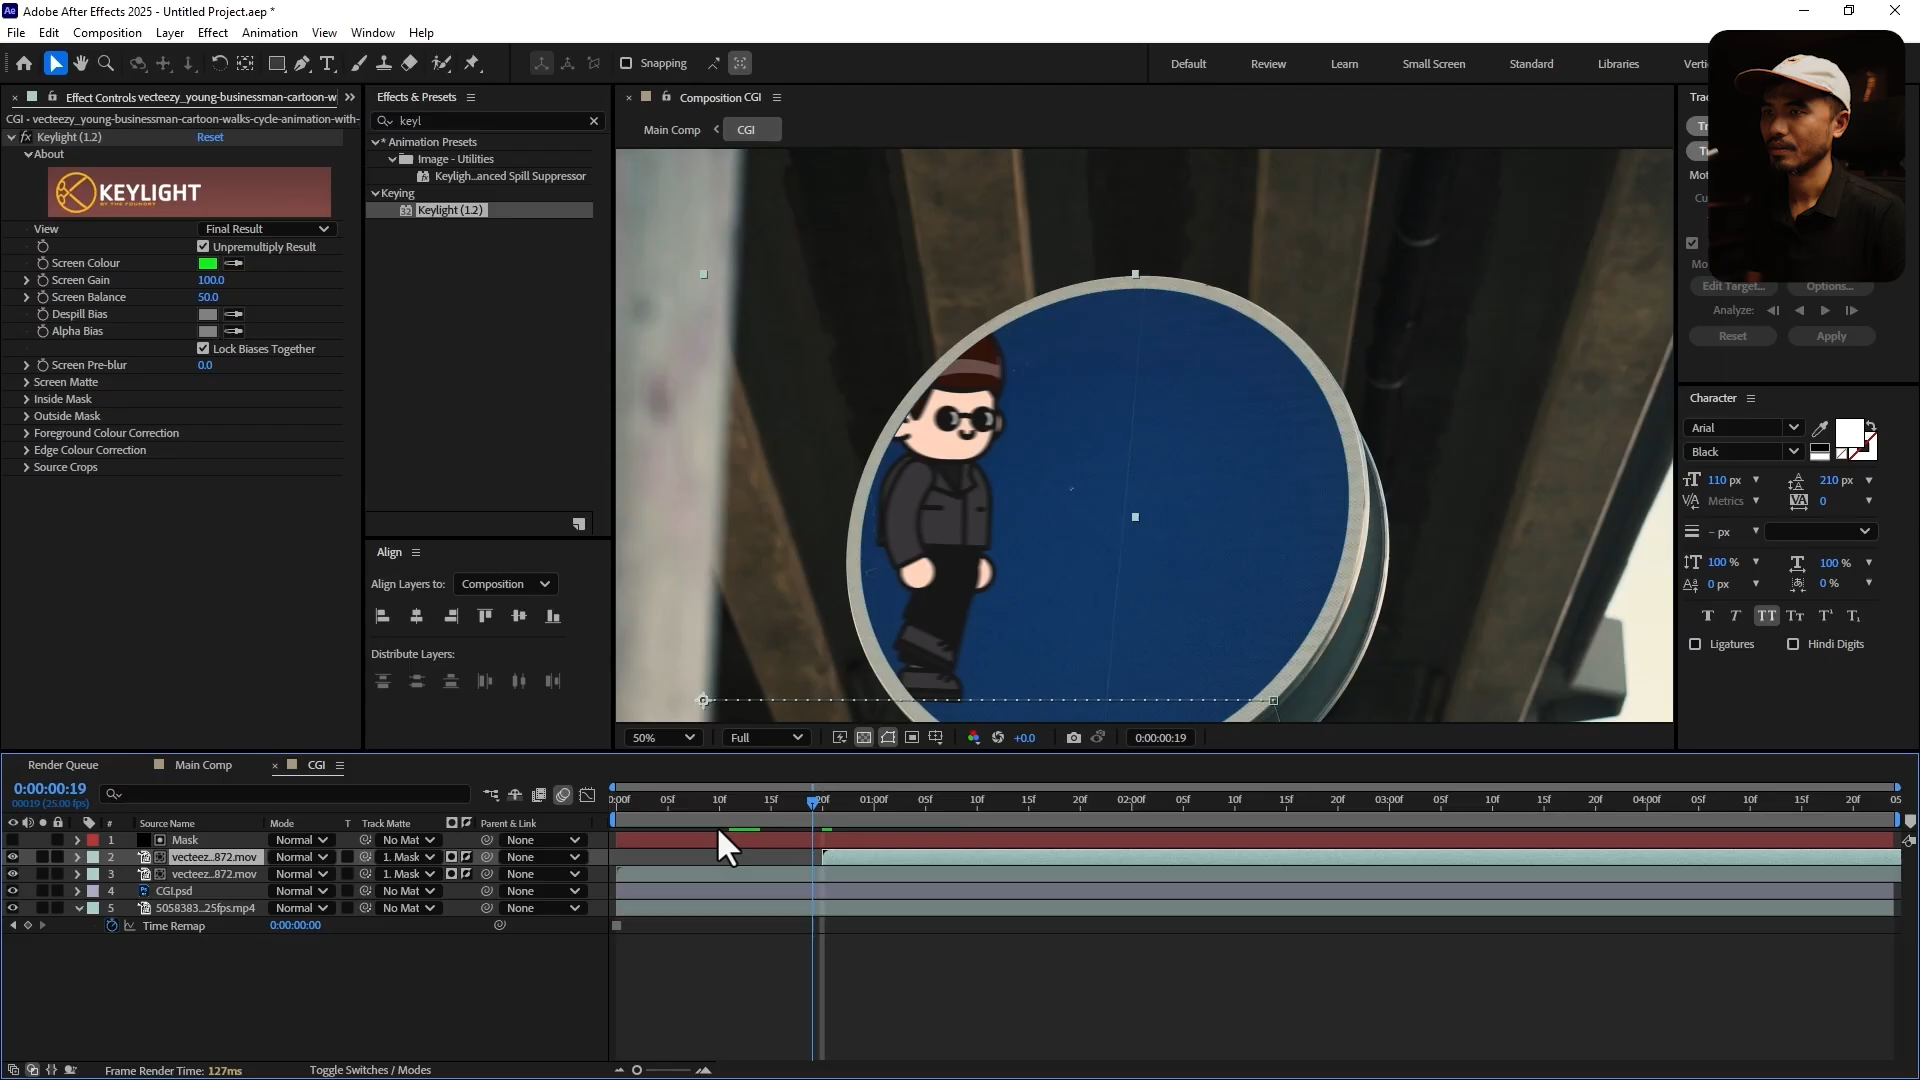 Adobe After Effects 2025 - Untitled Project.aep *
File Edit Composition Layer Effect Animation View Window Help
Snapping
Default Review Learn Small Screen Standard Libraries
Effect Controls vecteezy_young-businessman-cartoon-w
CGI - vecteezy_young-businessman-cartoon-walks-cycle-animation-with-
Keylight (1.2) Reset
About
KEYLIGHT
BY THE FOUNDRY
View Final Result
Unpremultiply Result
Screen Colour
Screen Gain 100.0
Screen Balance 50.0
Despill Bias
Alpha Bias
Lock Biases Together
Screen Pre-blur 0.0
Screen Matte
Inside Mask
Outside Mask
Foreground Colour Correction
Edge Colour Correction
Source Crops
Effects & Presets
keyl
* Animation Presets
Image - Utilities
Keyligh...anced Spill Suppressor
Keying
Keylight (1.2)
Align
Align Layers to: Composition
Distribute Layers:
Composition CGI
Main Comp CGI
50% Full +0.0 0:00:00:19
Edit Target... Options...
Analyze:
Reset Apply
Character
Arial
Black
110 px 210 px
Metrics 0
- px
100 % 100 %
0 px 0 %
Ligatures Hindi Digits
Render Queue Main Comp CGI
0:00:00:19
00019 (25.00 fps)
0:00f 05f 10f 15f 20f 01:00f 05f 10f 15f 20f 02:00f 05f 10f 15f 20f 03:00f 05f 10f 15f 20f 04:00f 05f 10f 15f 20f 05
# Source Name Mode T Track Matte Parent & Link
1 Mask Normal No Mat None
2 vecteez...872.mov Normal 1. Mask None
3 vecteez...872.mov Normal 1. Mask None
4 CGI.psd Normal No Mat None
5 5058383...25fps.mp4 Normal No Mat None
Time Remap 0:00:00:00
Frame Render Time: 127ms Toggle Switches / Modes